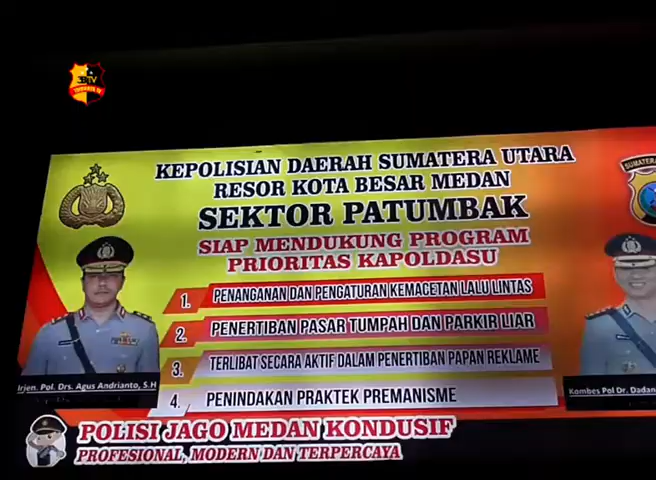 KEPOLISIAN DAERAH SUMATERA UTARA
RESOR KOTA BESAR MEDAN
SEKTOR PATUMBAK
SIAP MENDUKUNG PROGRAM
PRIORITAS KAPOLDASU
1. PENANGANAN DAN PENGATURAN KEMACETAN LALU LINTAS
2. PENERTIBAN PASAR TUMPAH DAN PARKIR LIAR
3. TERLIBAT SECARA AKTIF DALAM PENERTIBAN PAPAN REKLAME
4. PENINDAKAN PRAKTEK PREMANISME
Irjen. Pol. Drs. Agus Andrianto, S.H
Kombes Pol Dr. Dadang
POLISI JAGO MEDAN KONDUSIF
PROFESIONAL, MODERN DAN TERPERCAYA